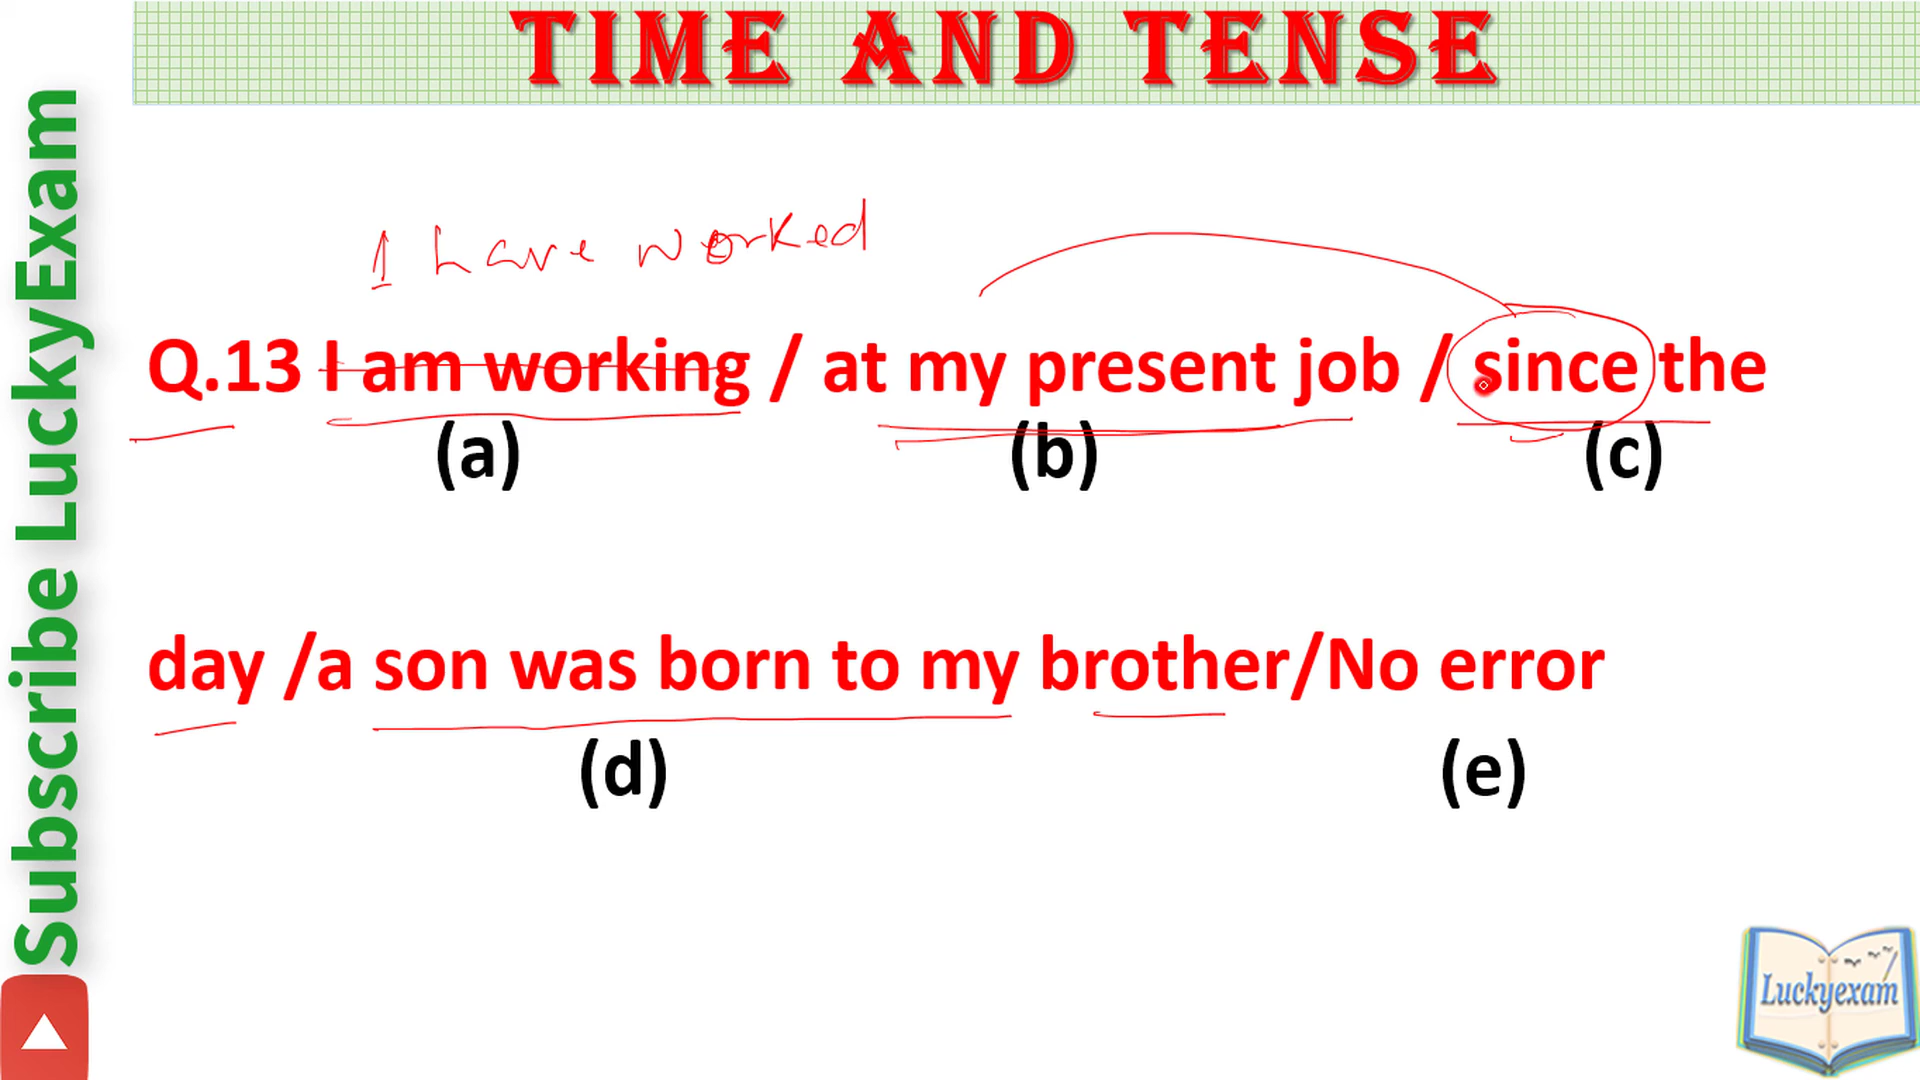 TIME AND TENSE
Subscribe LuckyExam
I have worked
Q.13 I am working / at my present job / since the
(a) (b) (c)
day /a son was born to my brother/No error
(d) (e)
Luckyexam